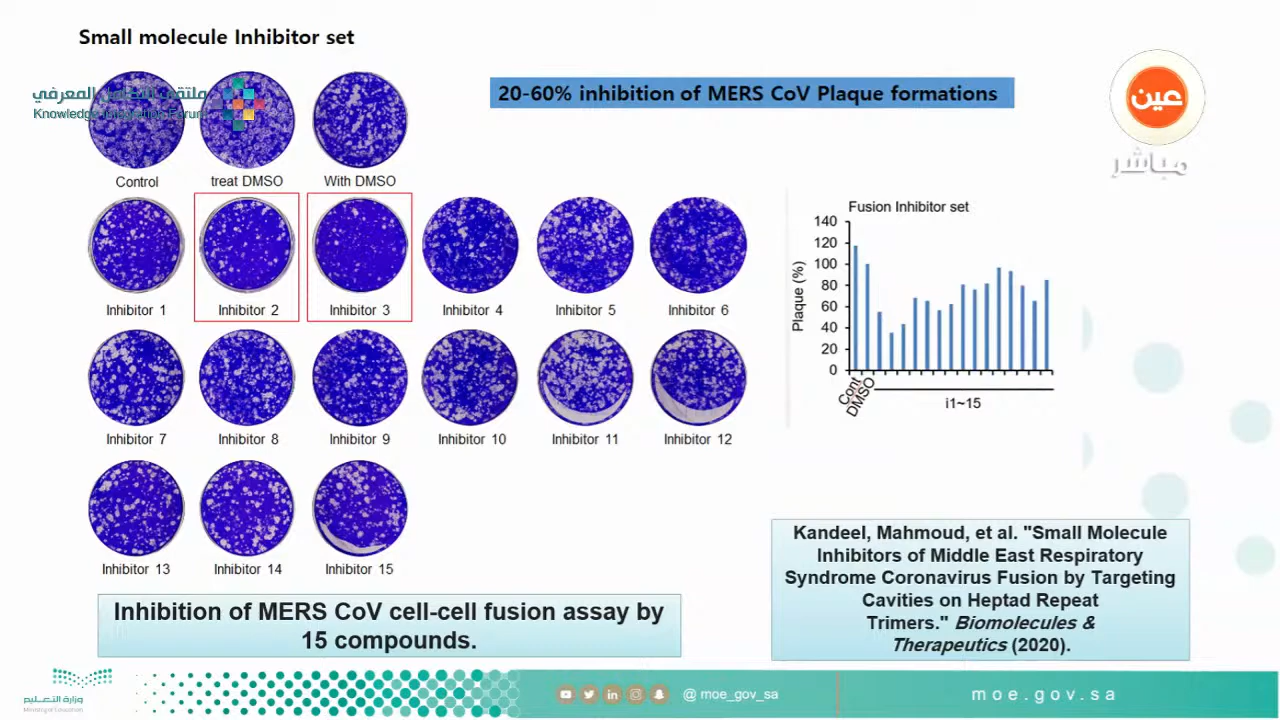 Small molecule Inhibitor set
ملتقى التكامل المعرفي
Knowledge Integration Forum
20-60% inhibition of MERS CoV Plaque formations
عين
مباشر
Control
treat DMSO
With DMSO
Inhibitor 1
Inhibitor 2
Inhibitor 3
Inhibitor 4
Inhibitor 5
Inhibitor 6
Inhibitor 7
Inhibitor 8
Inhibitor 9
Inhibitor 10
Inhibitor 11
Inhibitor 12
Inhibitor 13
Inhibitor 14
Inhibitor 15
Fusion Inhibitor set
Plaque (%)
140
120
100
80
60
40
20
0
Cont
DMSO
i1~15
Inhibition of MERS CoV cell-cell fusion assay by
15 compounds.
Kandeel, Mahmoud, et al. "Small Molecule
Inhibitors of Middle East Respiratory
Syndrome Coronavirus Fusion by Targeting
Cavities on Heptad Repeat
Trimers." Biomolecules &
Therapeutics (2020).
وزارة التعليم
Ministry of Education
@ moe_gov_sa
moe.gov.sa